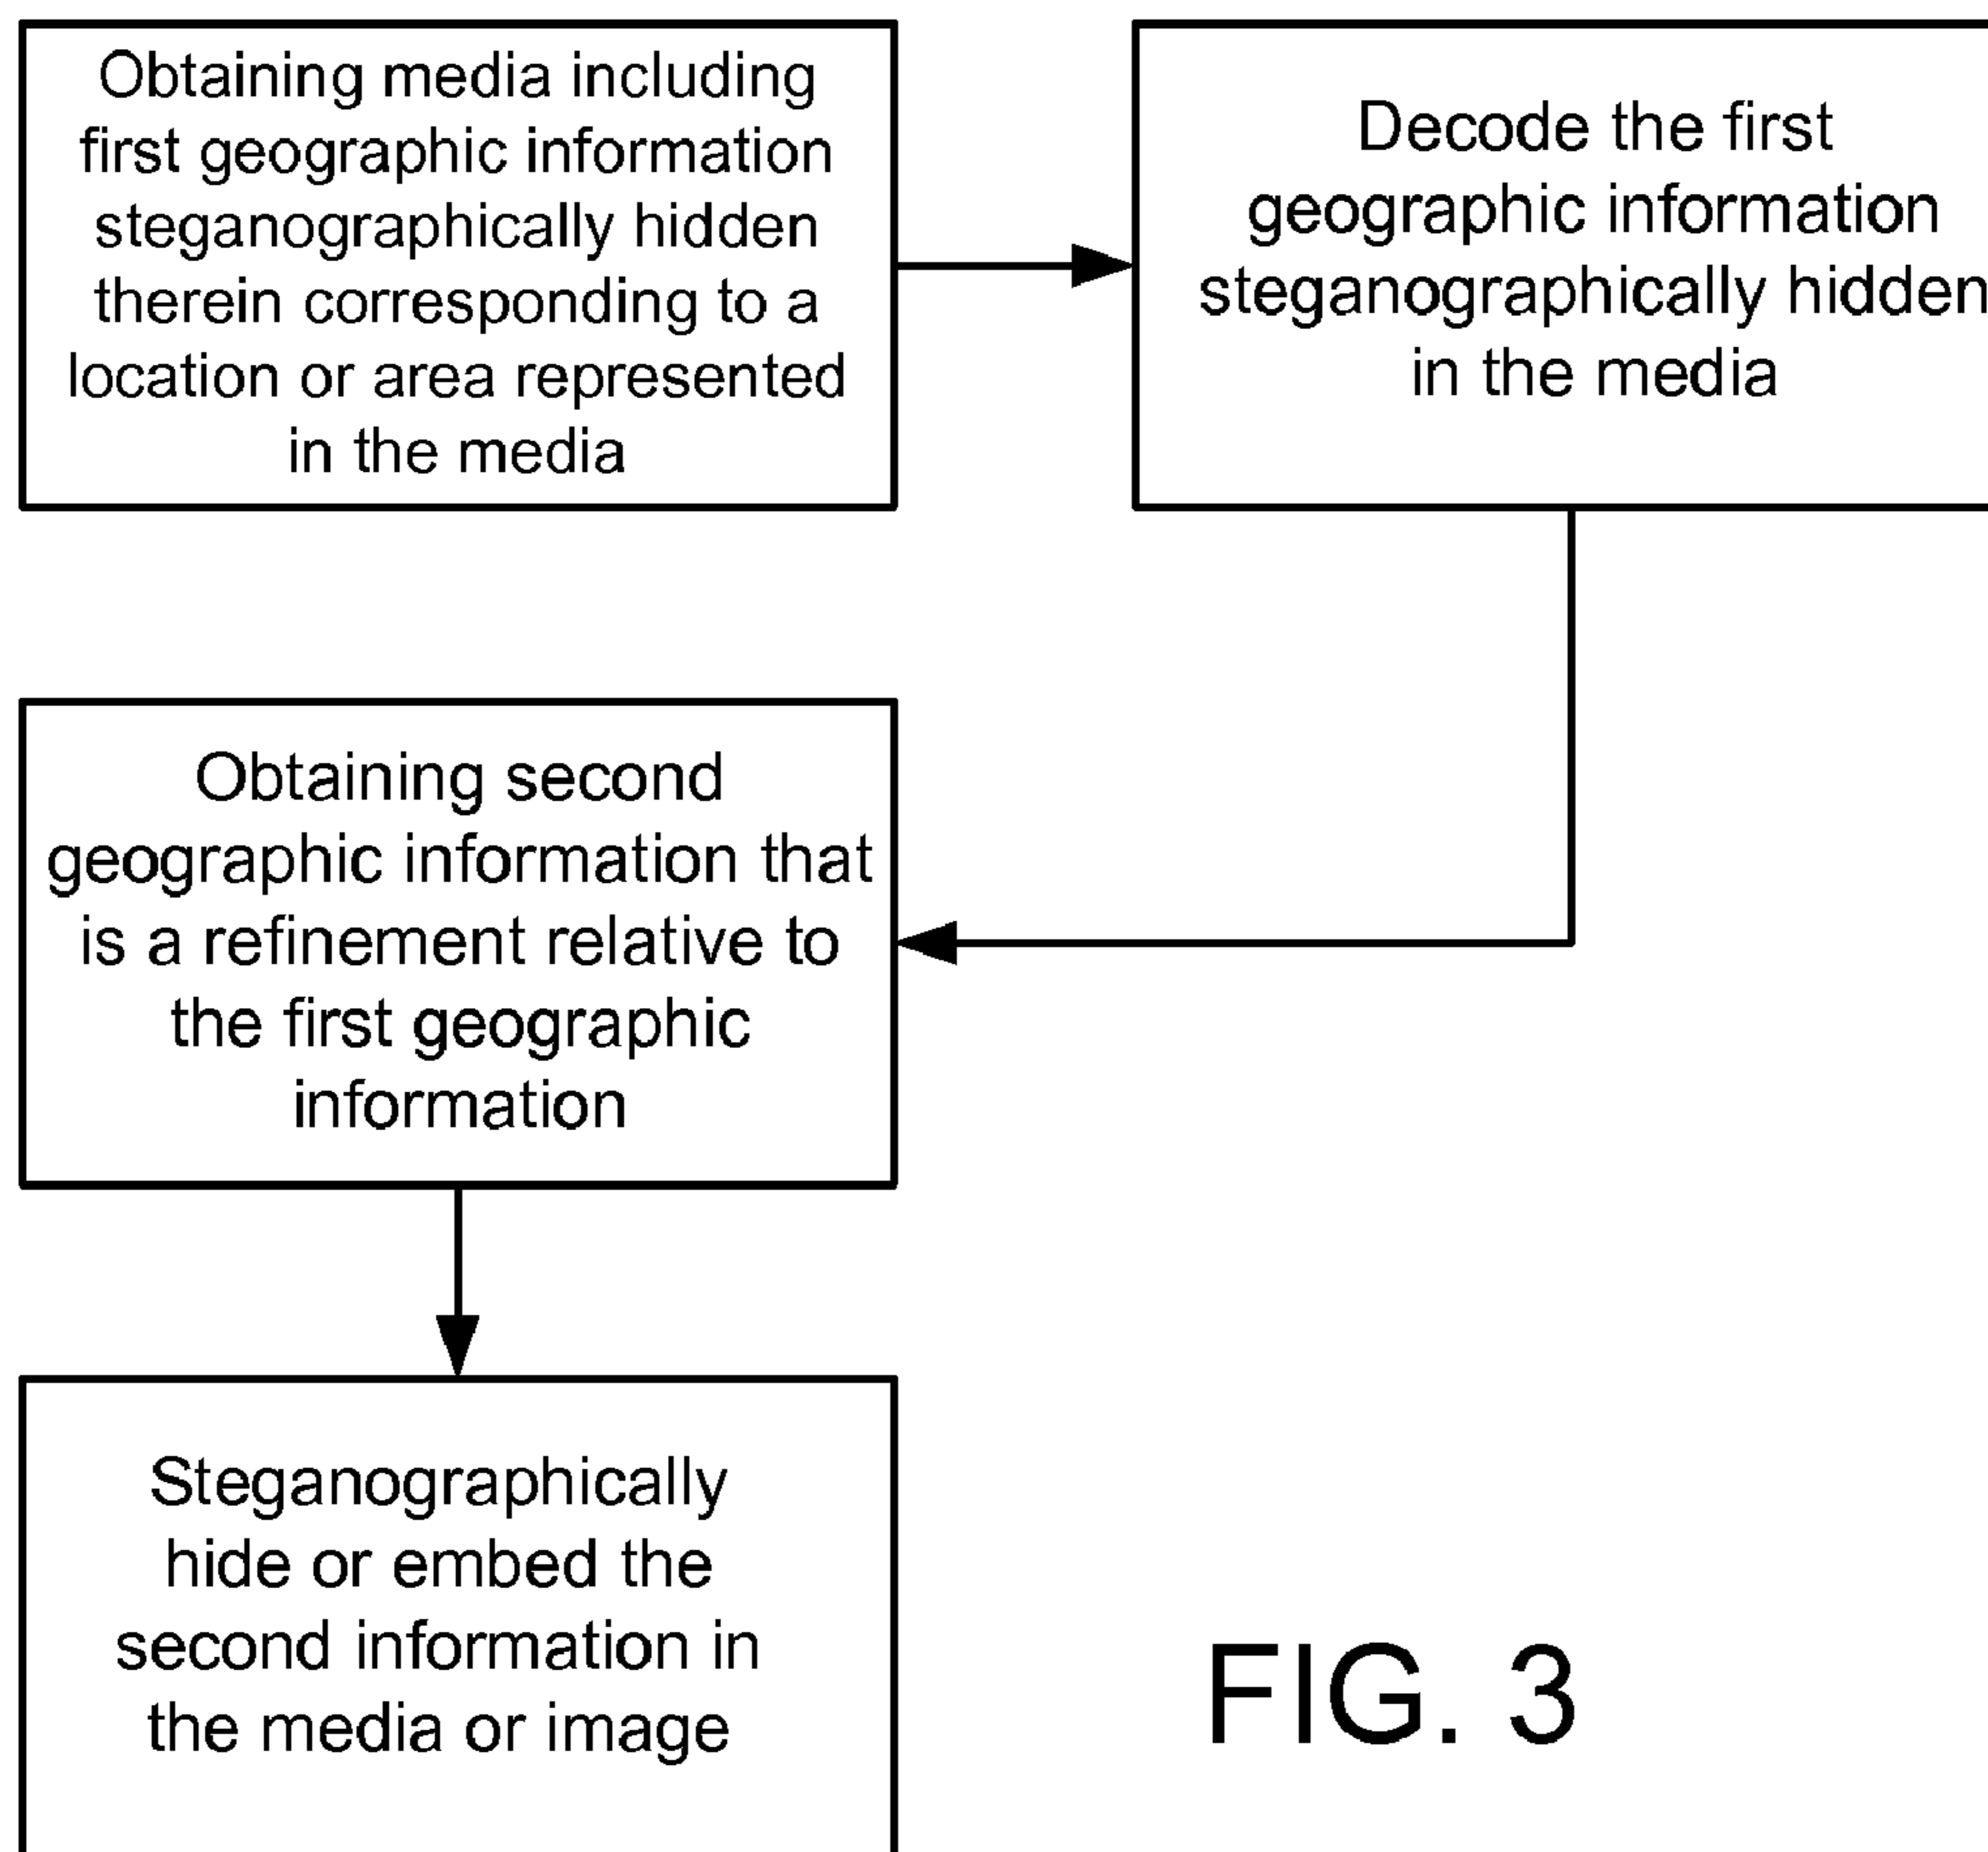 Obtaining media including
first geographic information
steganographically hidden
therein corresponding to a
location or area represented
in the media
Decode the first
geographic information
steganographically hidden
in the media
Obtaining second
geographic information that
is a refinement relative to
the first geographic
information
Steganographically
hide or embed the
second information in
the media or image
FIG. 3